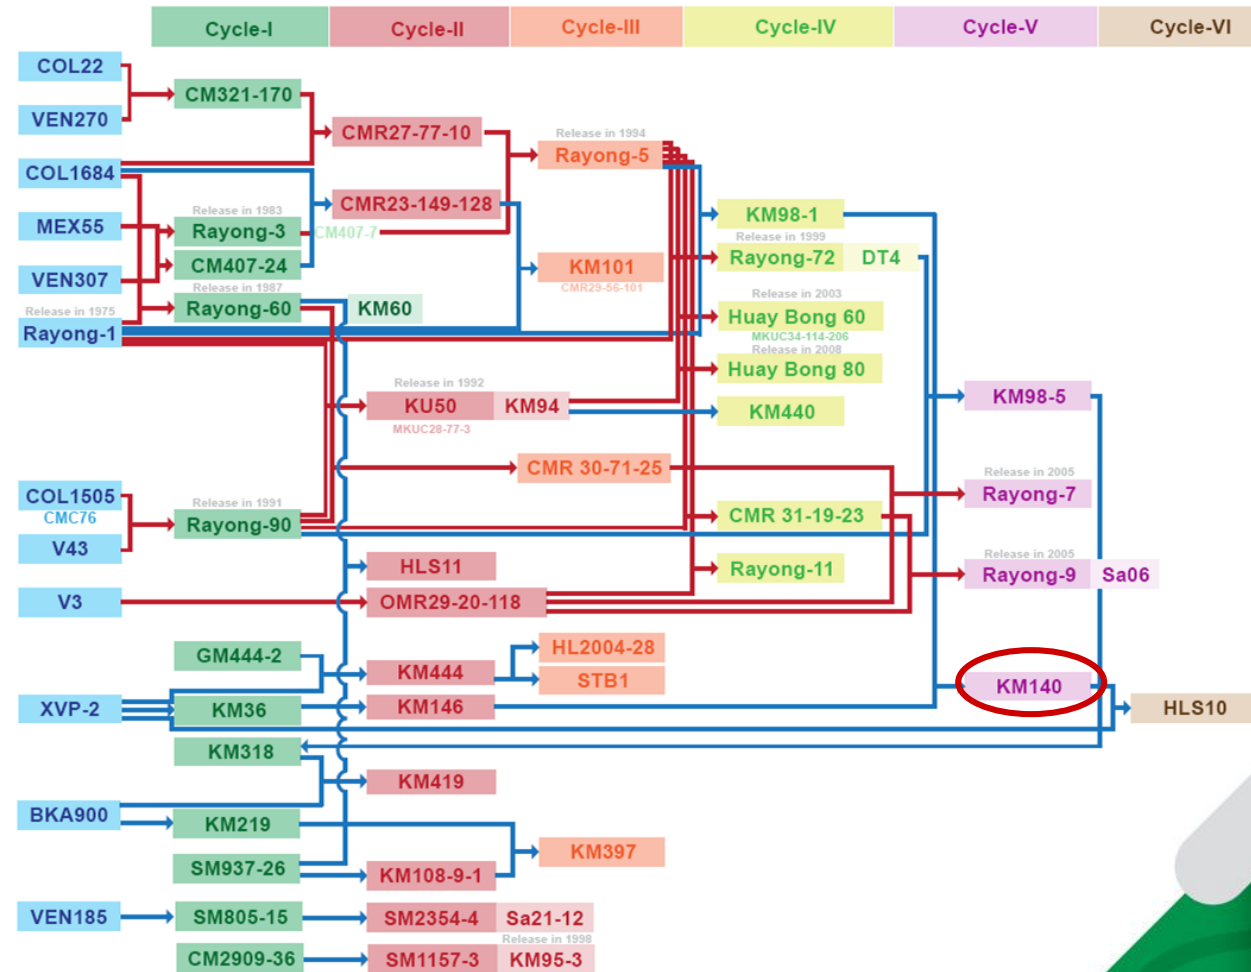 Cycle-I Cycle-II Cycle-III Cycle-IV Cycle-V Cycle-VI
COL22
VEN270
COL1684
MEX55
VEN307
Release in 1975
Rayong-1
COL1505
CMC76
V43
V3
XVP-2
BKA900
VEN185
CM321-170
Release in 1983
Rayong-3
CM407-7
CM407-24
Release in 1987
Rayong-60
KM60
Release in 1991
Rayong-90
GM444-2
KM36
KM318
KM219
SM937-26
SM805-15
CM2909-36
CMR27-77-10
CMR23-149-128
Release in 1992
KU50 KM94
MKUC28-77-3
HLS11
OMR29-20-118
KM444
KM146
KM419
KM108-9-1
SM2354-4 Sa21-12
Release in 1998
SM1157-3 KM95-3
Release in 1994
Rayong-5
KM101
CMR29-56-101
CMR 30-71-25
HL2004-28
STB1
KM397
KM98-1
Release in 1999
Rayong-72 DT4
Release in 2003
Huay Bong 60
MKUC34-114-206
Release in 2008
Huay Bong 80
KM440
CMR 31-19-23
Rayong-11
KM98-5
Release in 2005
Rayong-7
Release in 2005
Rayong-9 Sa06
KM140
HLS10